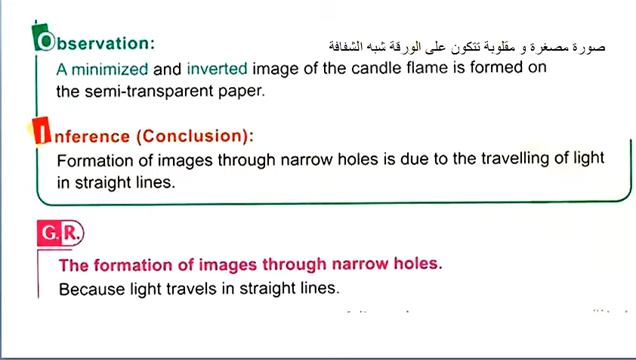 Observation:
صورة مصغرة و مقلوبة تتكون على الورقة شبه الشفافة
A minimized and inverted image of the candle flame is formed on
the semi-transparent paper.
Inference (Conclusion):
Formation of images through narrow holes is due to the travelling of light
in straight lines.
G.R.
The formation of images through narrow holes.
Because light travels in straight lines.